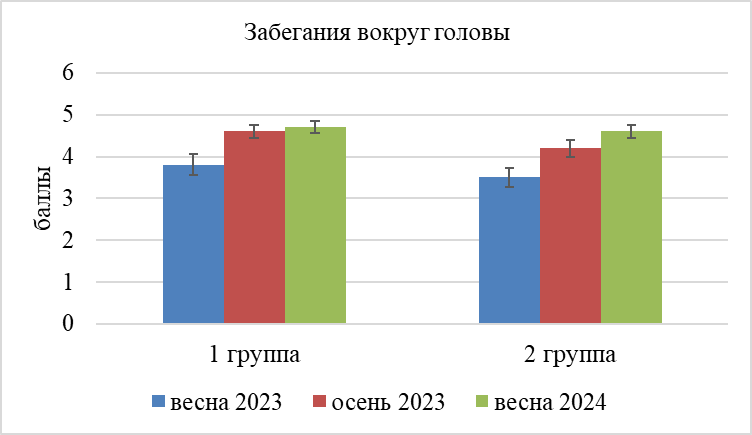 Забегания вокруг головы
6
5
4
3
2
1
0
баллы
1 группа
2 группа
весна 2023
осень 2023
весна 2024